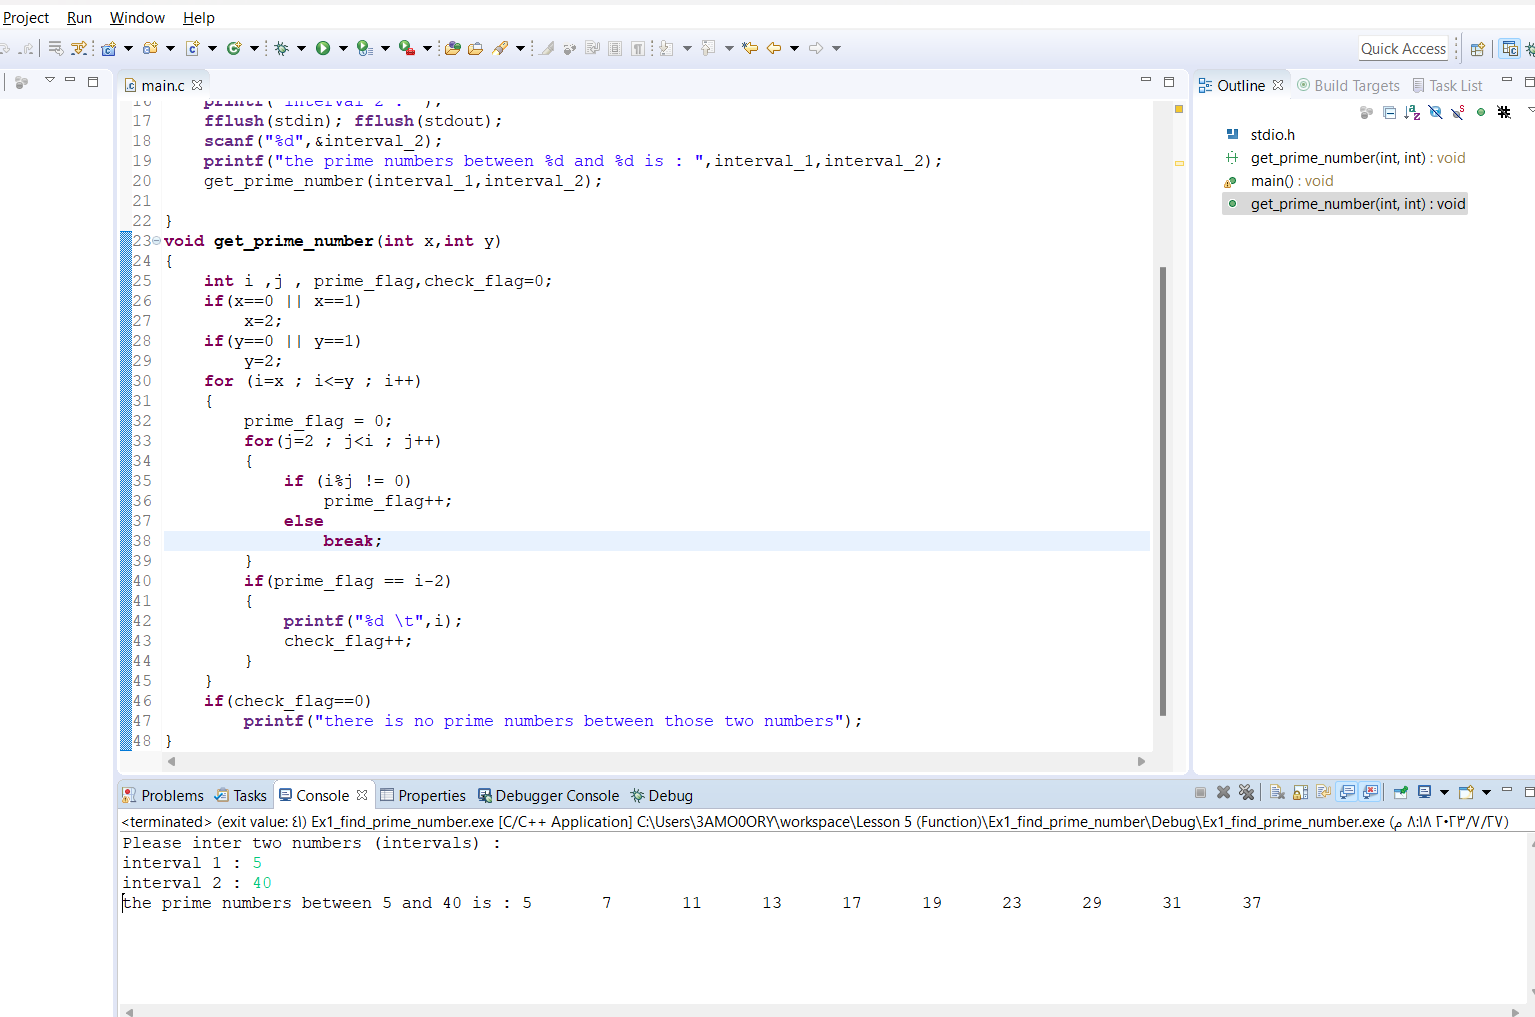 Project Run Window Help
Quick Access
main.c
16 printf("interval 2 : ");
17 fflush(stdin); fflush(stdout);
18 scanf("%d",&interval_2);
19 printf("the prime numbers between %d and %d is : ",interval_1,interval_2);
20 get_prime_number(interval_1,interval_2);
21
22 }
23 void get_prime_number(int x,int y)
24 {
25 int i ,j , prime_flag,check_flag=0;
26 if(x==0 || x==1)
27 x=2;
28 if(y==0 || y==1)
29 y=2;
30 for (i=x ; i<=y ; i++)
31 {
32 prime_flag = 0;
33 for(j=2 ; j<i ; j++)
34 {
35 if (i%j != 0)
36 prime_flag++;
37 else
38 break;
39 }
40 if(prime_flag == i-2)
41 {
42 printf("%d \t",i);
43 check_flag++;
44 }
45 }
46 if(check_flag==0)
47 printf("there is no prime numbers between those two numbers");
48 }
Outline Build Targets Task List
stdio.h
get_prime_number(int, int) : void
main() : void
get_prime_number(int, int) : void
Problems Tasks Console Properties Debugger Console Debug
<terminated> (exit value: ٤١) Ex1_find_prime_number.exe [C/C++ Application] C:\Users\3AMO0ORY\workspace\Lesson 5 (Function)\Ex1_find_prime_number\Debug\Ex1_find_prime_number.exe (٢٠٢٣/٧/٢٧ ٨:١٨ م)
Please inter two numbers (intervals) :
interval 1 : 5
interval 2 : 40
the prime numbers between 5 and 40 is : 5 7 11 13 17 19 23 29 31 37